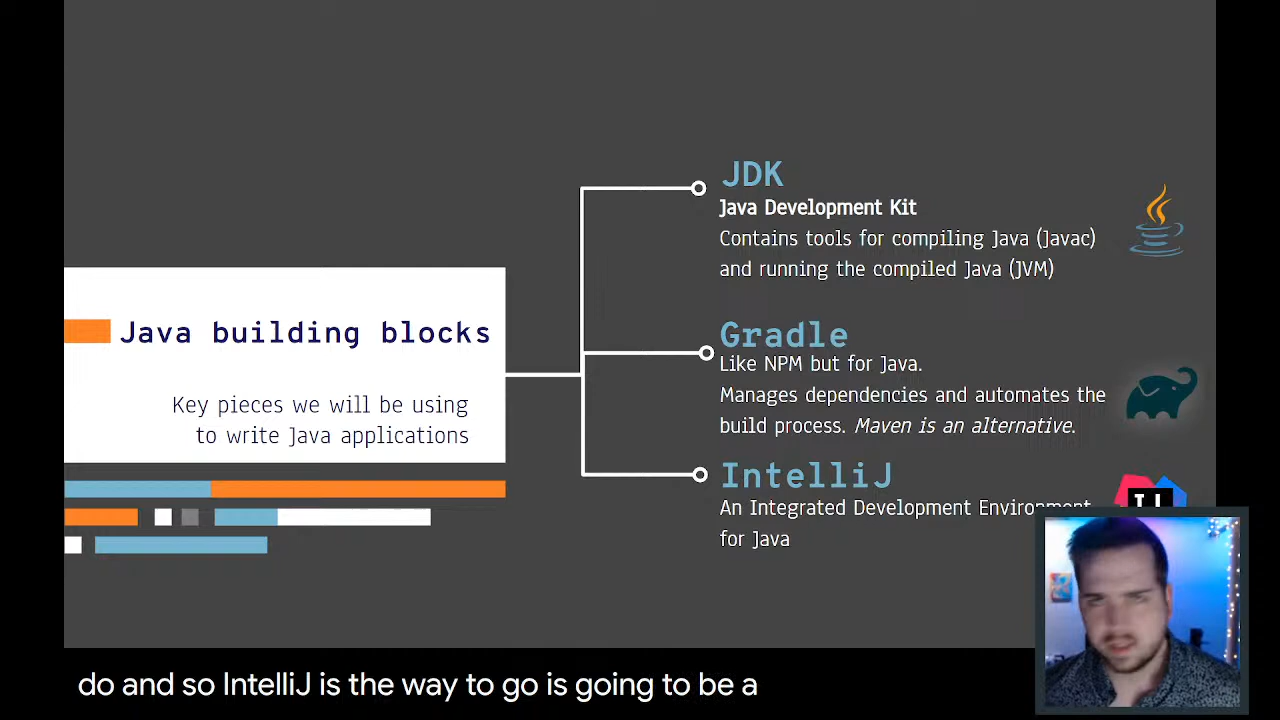 Java building blocks
Key pieces we will be using
to write Java applications
JDK
Java Development Kit
Contains tools for compiling Java (Javac)
and running the compiled Java (JVM)
Gradle
Like NPM but for Java.
Manages dependencies and automates the
build process. Maven is an alternative.
IntelliJ
An Integrated Development Environment
for Java
IJ
do and so IntelliJ is the way to go is going to be a